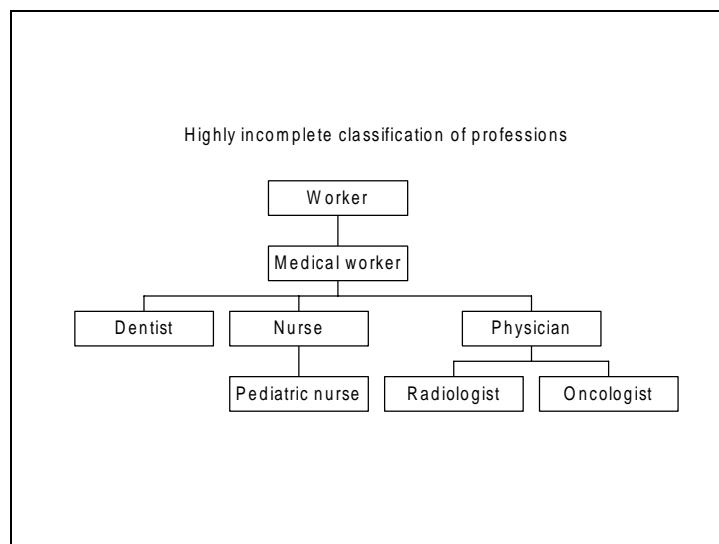 Highly incomplete classification of professions
Worker
Medical worker
Dentist
Nurse
Physician
Pediatric nurse
Radiologist
Oncologist